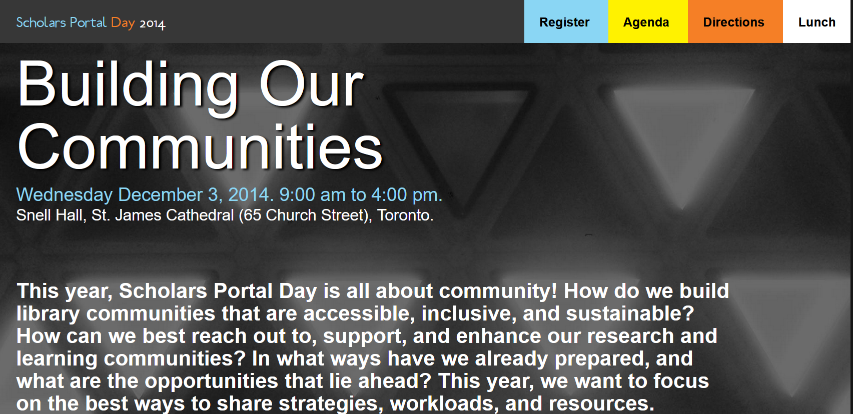 Scholars Portal Day 2014
Register
Agenda
Directions
Lunch
Building Our
Communities
Wednesday December 3, 2014. 9:00 am to 4:00 pm.
Snell Hall, St. James Cathedral (65 Church Street), Toronto.
This year, Scholars Portal Day is all about community! How do we build
library communities that are accessible, inclusive, and sustainable?
How can we best reach out to, support, and enhance our research and
learning communities? In what ways have we already prepared, and
what are the opportunities that lie ahead? This year, we want to focus
on the best ways to share strategies, workloads, and resources.